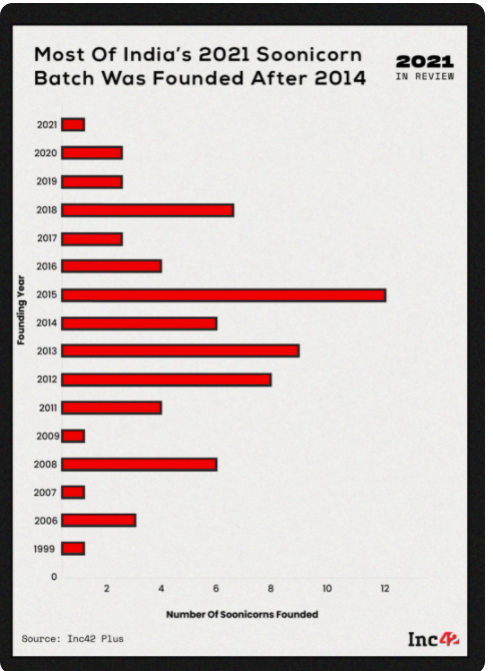 Most Of India's 2021 Soonicorn
Batch Was Founded After 2014
2021
IN REVIEW
Founding Year
2021
2020
2019
2018
2017
2016
2015
2014
2013
2012
2011
2009
2008
2007
2006
1999
0
2 4 6 8 10 12
Number Of Soonicorns Founded
Source: Inc42 Plus
Inc42